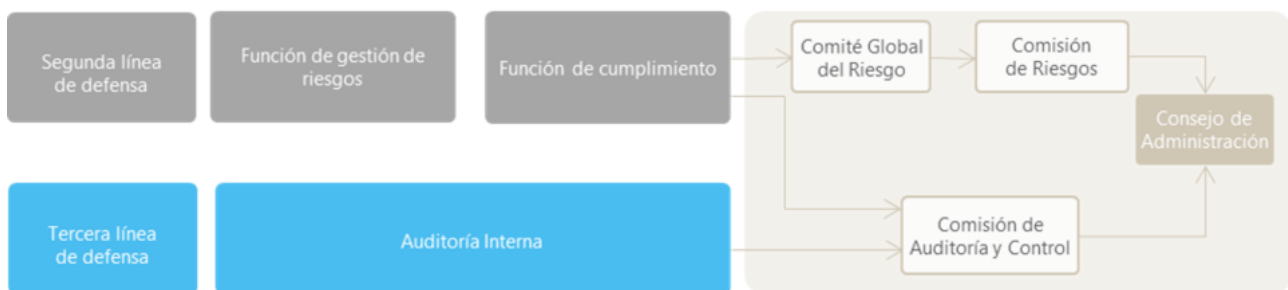 Segunda línea
de defensa
Función de gestión de
riesgos
Función de cumplimiento
Comité Global
del Riesgo
Comisión
de Riesgos
Consejo de
Administración
Tercera línea
de defensa
Auditoría Interna
Comisión de
Auditoría y Control